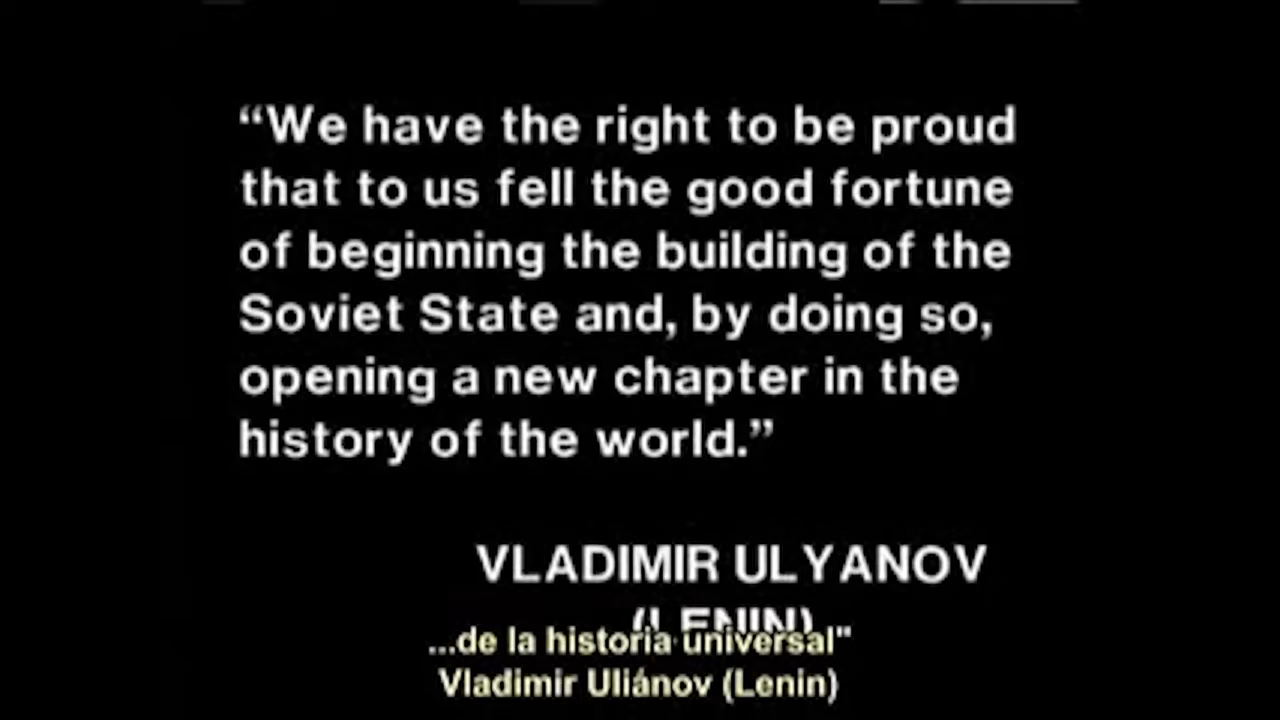 “We have the right to be proud
that to us fell the good fortune
of beginning the building of the
Soviet State and, by doing so,
opening a new chapter in the
history of the world.”
VLADIMIR ULYANOV
(LENIN)
...de la historia universal"
Vladimir Uliánov (Lenin)